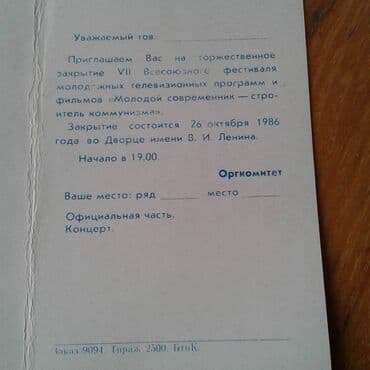 Уважаемый тов.
Приглашаем Вас на торжественное
закрытие VII Всесоюзного фестиваля
молодежных телевизионных программ и
фильмов «Молодой современник — стро-
итель коммунизма».
Закрытие состоится 26 октября 1986
года во Дворце имени В. И. Ленина.
Начало в 19.00.
Оргкомитет
Ваше место: ряд ______ место ______
Официальная часть.
Концерт.
Заказ 9094. Тираж 2500.